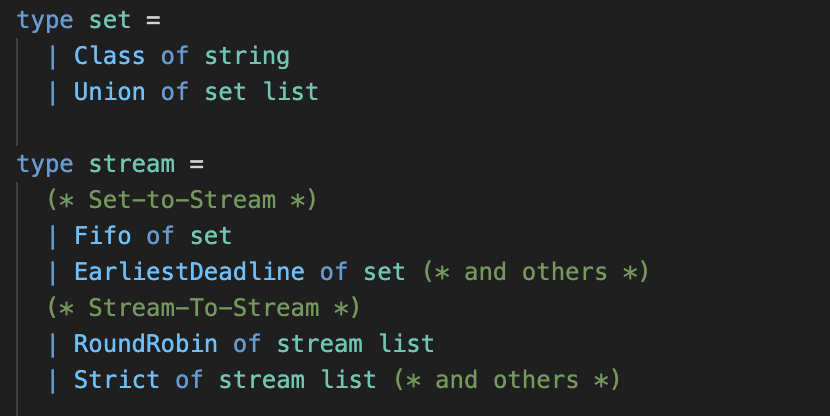 type set =
| Class of string
| Union of set list
type stream =
(* Set-to-Stream *)
| Fifo of set
| EarliestDeadline of set (* and others *)
(* Stream-To-Stream *)
| RoundRobin of stream list
| Strict of stream list (* and others *)